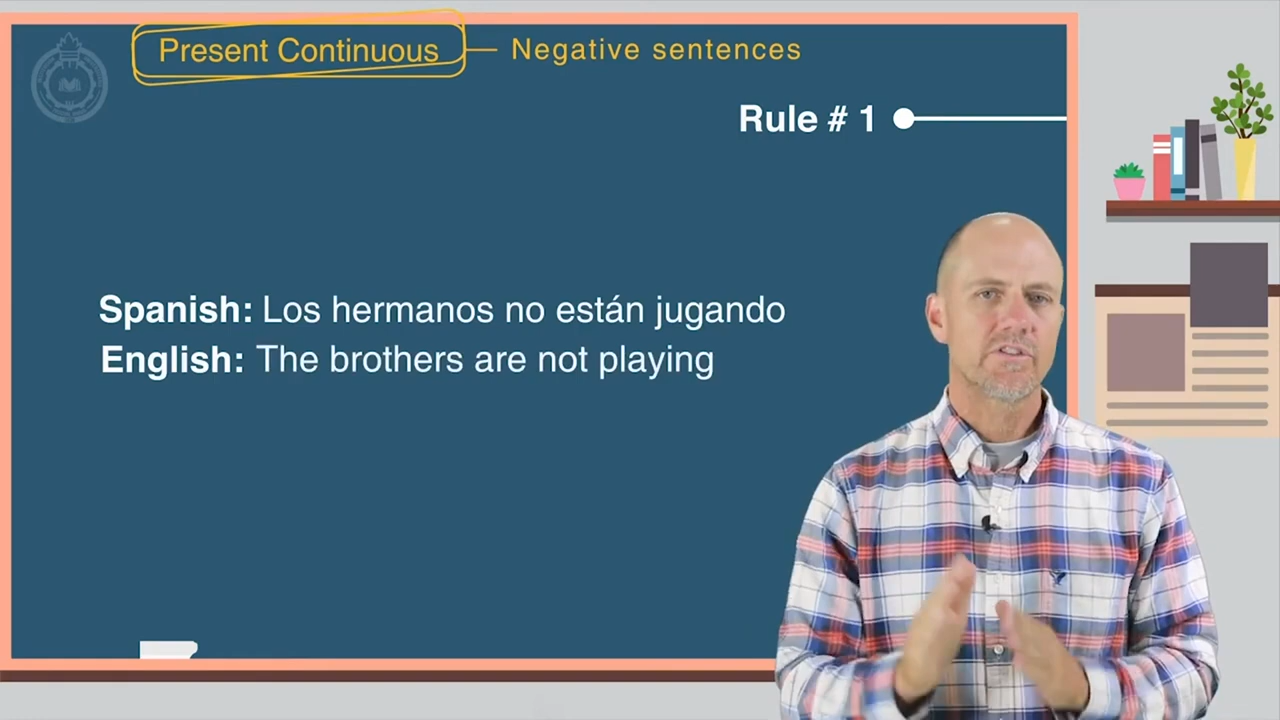 Present Continuous — Negative sentences
Rule # 1
Spanish: Los hermanos no están jugando
English: The brothers are not playing